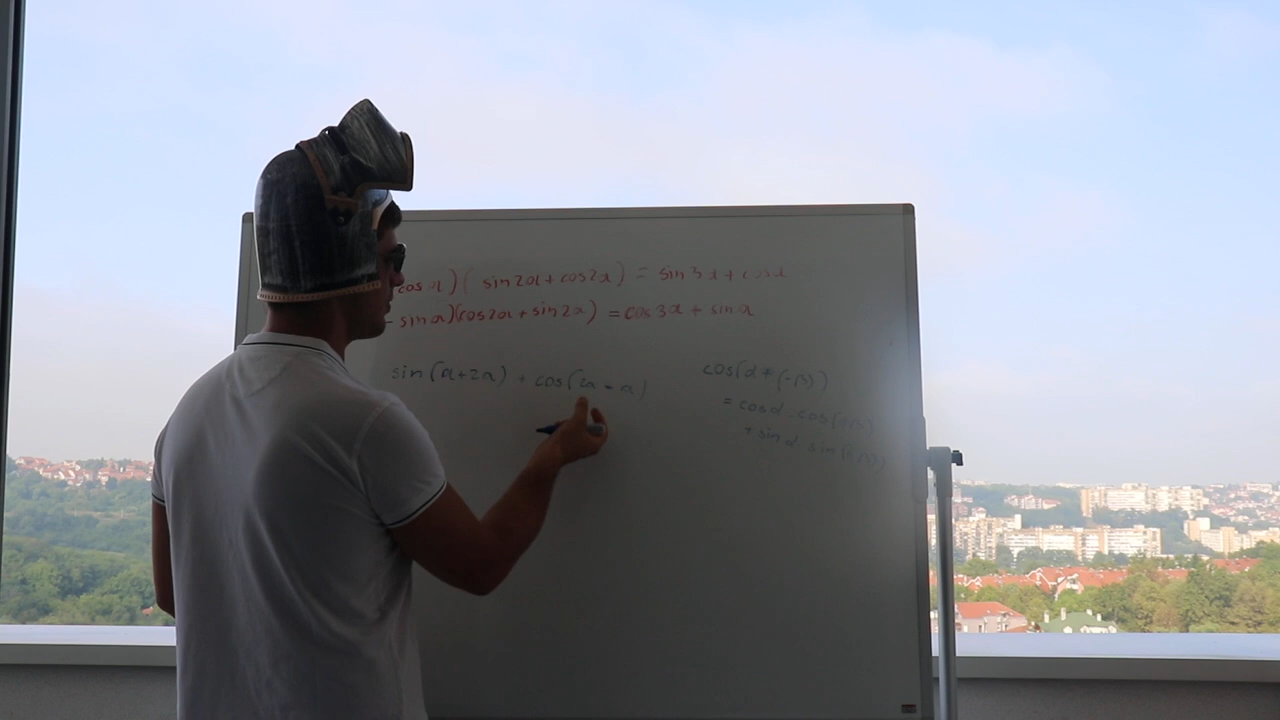 cos α)(sin2α+cos2α) = sin3α+cosα
- sinα)(cos2α+sin2α) = cos3α + sinα
sin(α+2α) + cos(2α-α)
cos(α+(-β))
= cosα . cos(+β)
+ sinα sin(+β)